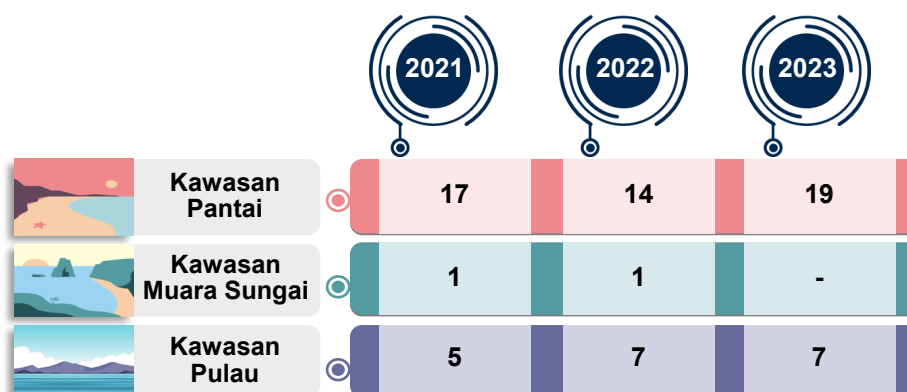 2021 2022 2023
Kawasan
Pantai
17 14 19
Kawasan
Muara Sungai
1 1 -
Kawasan
Pulau
5 7 7